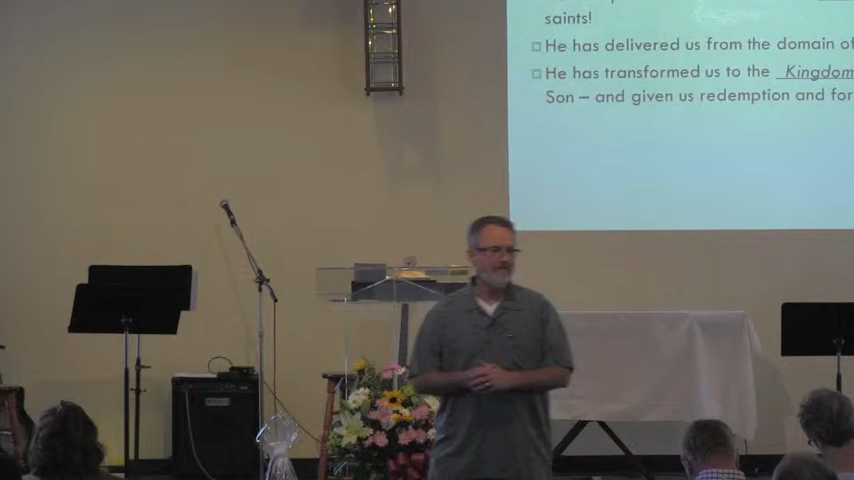 saints!
He has delivered us from the domain of
He has transformed us to the Kingdom
Son – and given us redemption and for